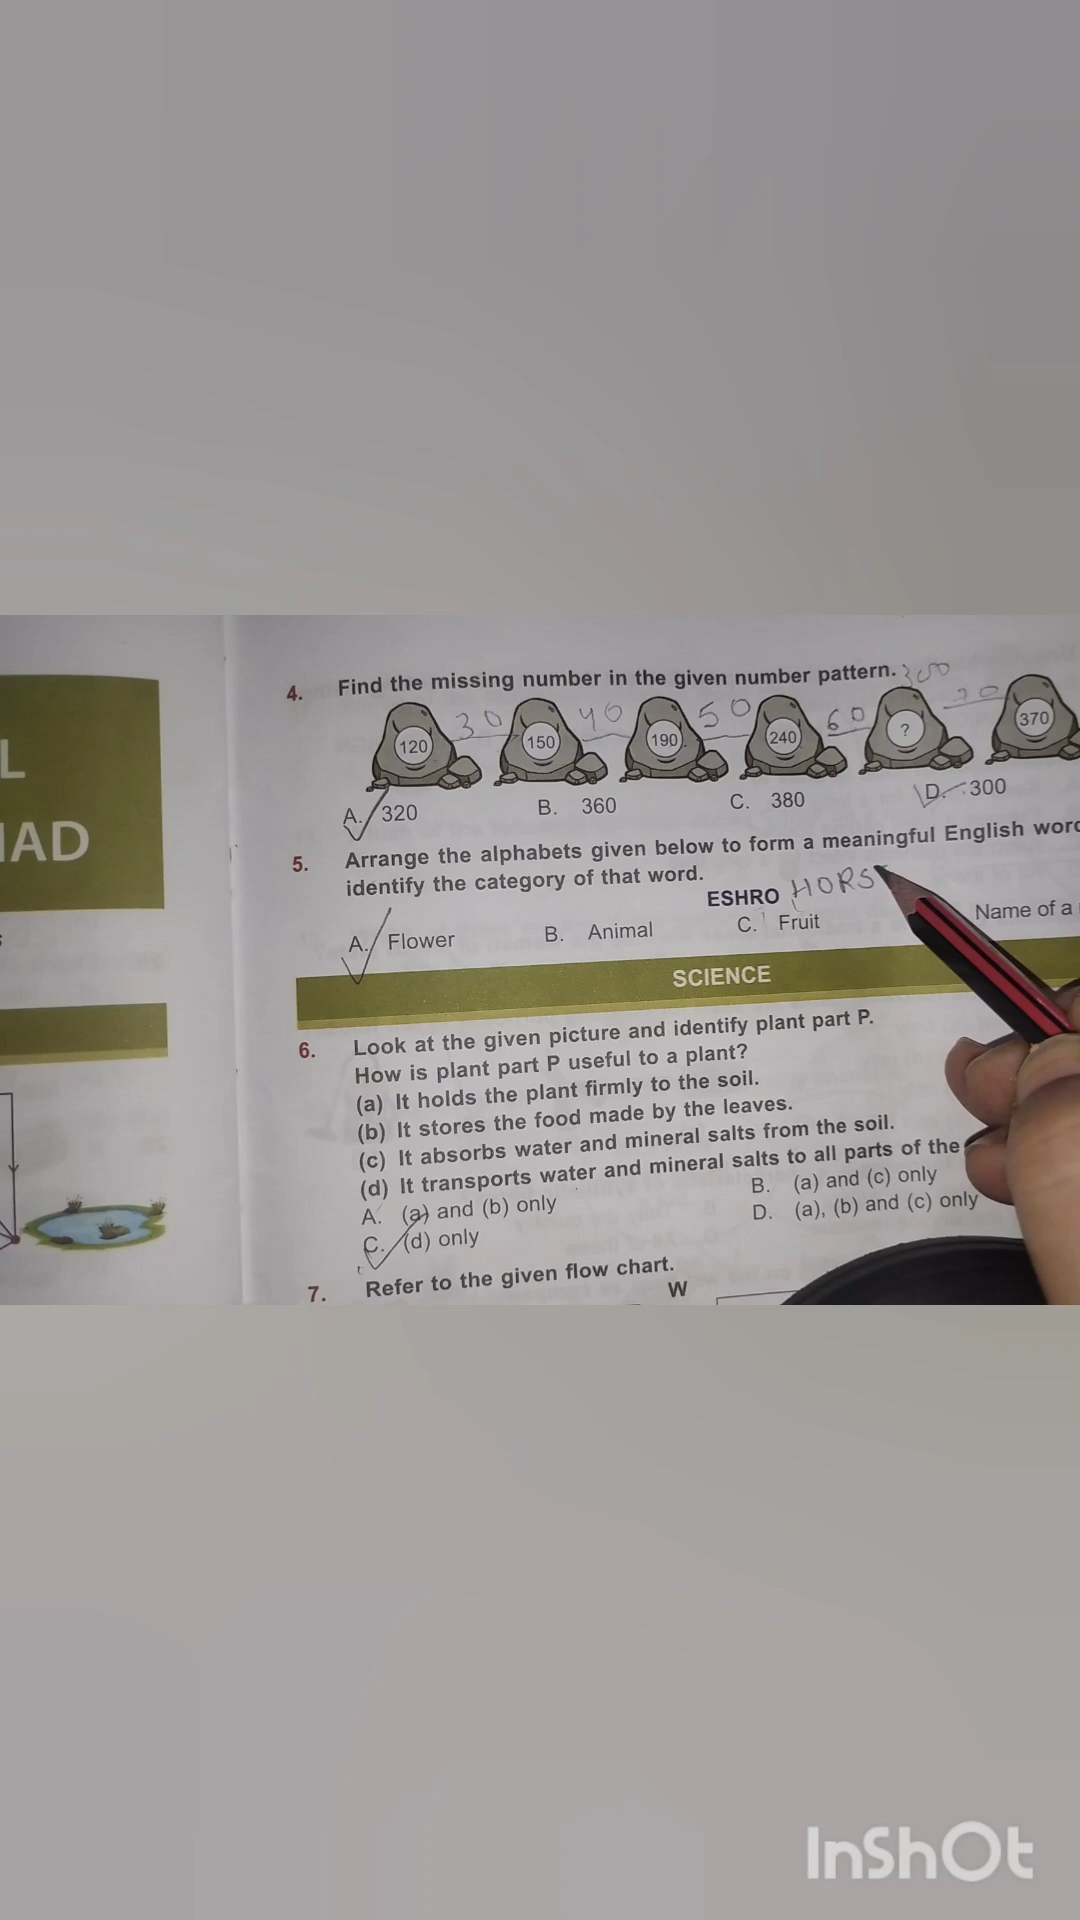 L
IAD
4. Find the missing number in the given number pattern. 300
30 40 50 60 70
120 150 190 240 ? 370
A. 320 B. 360 C. 380 D. 300
5. Arrange the alphabets given below to form a meaningful English word
identify the category of that word.
ESHRO HORS
A. Flower B. Animal C. Fruit Name of a
SCIENCE
6. Look at the given picture and identify plant part P.
How is plant part P useful to a plant?
(a) It holds the plant firmly to the soil.
(b) It stores the food made by the leaves.
(c) It absorbs water and mineral salts from the soil.
(d) It transports water and mineral salts to all parts of the
A. (a) and (b) only B. (a) and (c) only
C. (d) only D. (a), (b) and (c) only
7. Refer to the given flow chart.
W
InShOt